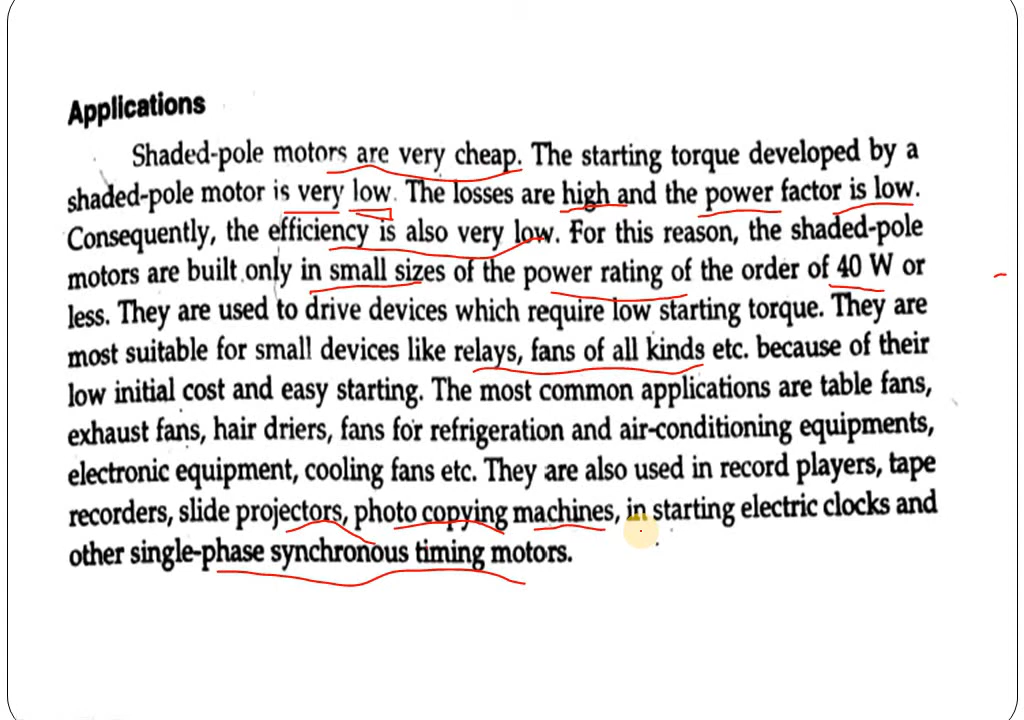 Applications
Shaded-pole motors are very cheap. The starting torque developed by a
shaded-pole motor is very low. The losses are high and the power factor is low.
Consequently, the efficiency is also very low. For this reason, the shaded-pole
motors are built only in small sizes of the power rating of the order of 40 W or
less. They are used to drive devices which require low starting torque. They are
most suitable for small devices like relays, fans of all kinds etc. because of their
low initial cost and easy starting. The most common applications are table fans,
exhaust fans, hair driers, fans for refrigeration and air-conditioning equipments,
electronic equipment, cooling fans etc. They are also used in record players, tape
recorders, slide projectors, photo copying machines, in starting electric clocks and
other single-phase synchronous timing motors.